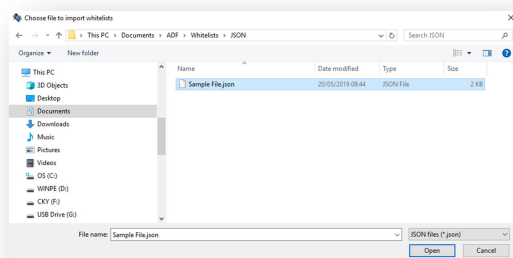 Choose file to import whitelists
This PC > Documents > ADF > Whitelists > JSON
Search JSON
Organize
New folder
Name
Date modified
Type
Size
Sample File.json
20/05/2019 08:44
JSON File
2 KB
This PC
3D Objects
Desktop
Documents
Downloads
Music
Pictures
Videos
OS (C:)
WINPE (D:)
CKY (F:)
USB Drive (G:)
File name:
Sample File.json
JSON files (*.json)
Open
Cancel